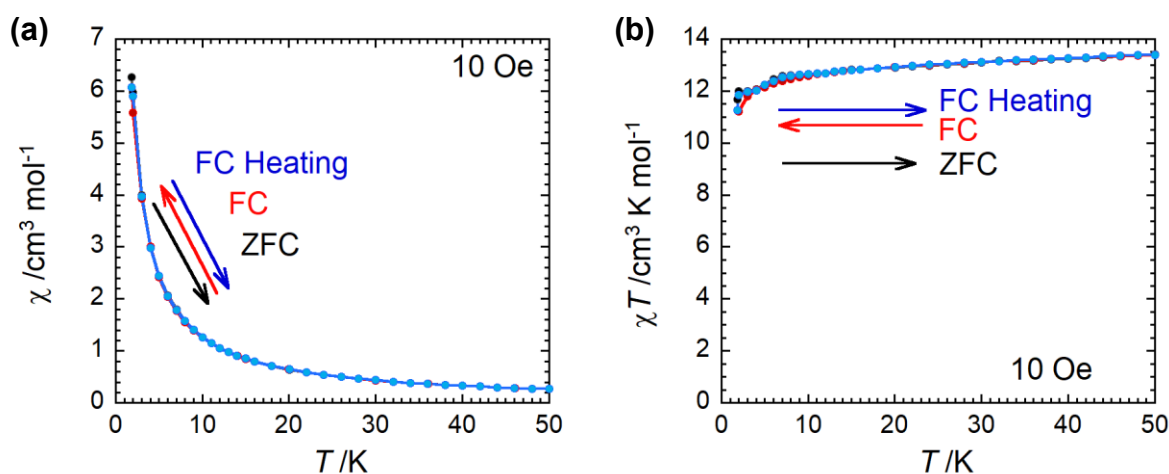 (a)
7
6
5
4
3
2
1
0
χ /cm³ mol⁻¹
10 Oe
FC Heating
FC
ZFC
0 10 20 30 40 50
T /K
(b)
14
12
10
8
6
4
2
0
χT /cm³ K mol⁻¹
FC Heating
FC
ZFC
10 Oe
0 10 20 30 40 50
T /K